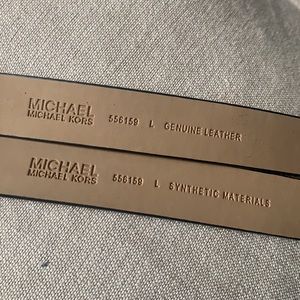 MICHAEL
MICHAEL KORS 556159 L GENUINE LEATHER
MICHAEL
MICHAEL KORS 556159 L SYNTHETIC MATERIALS